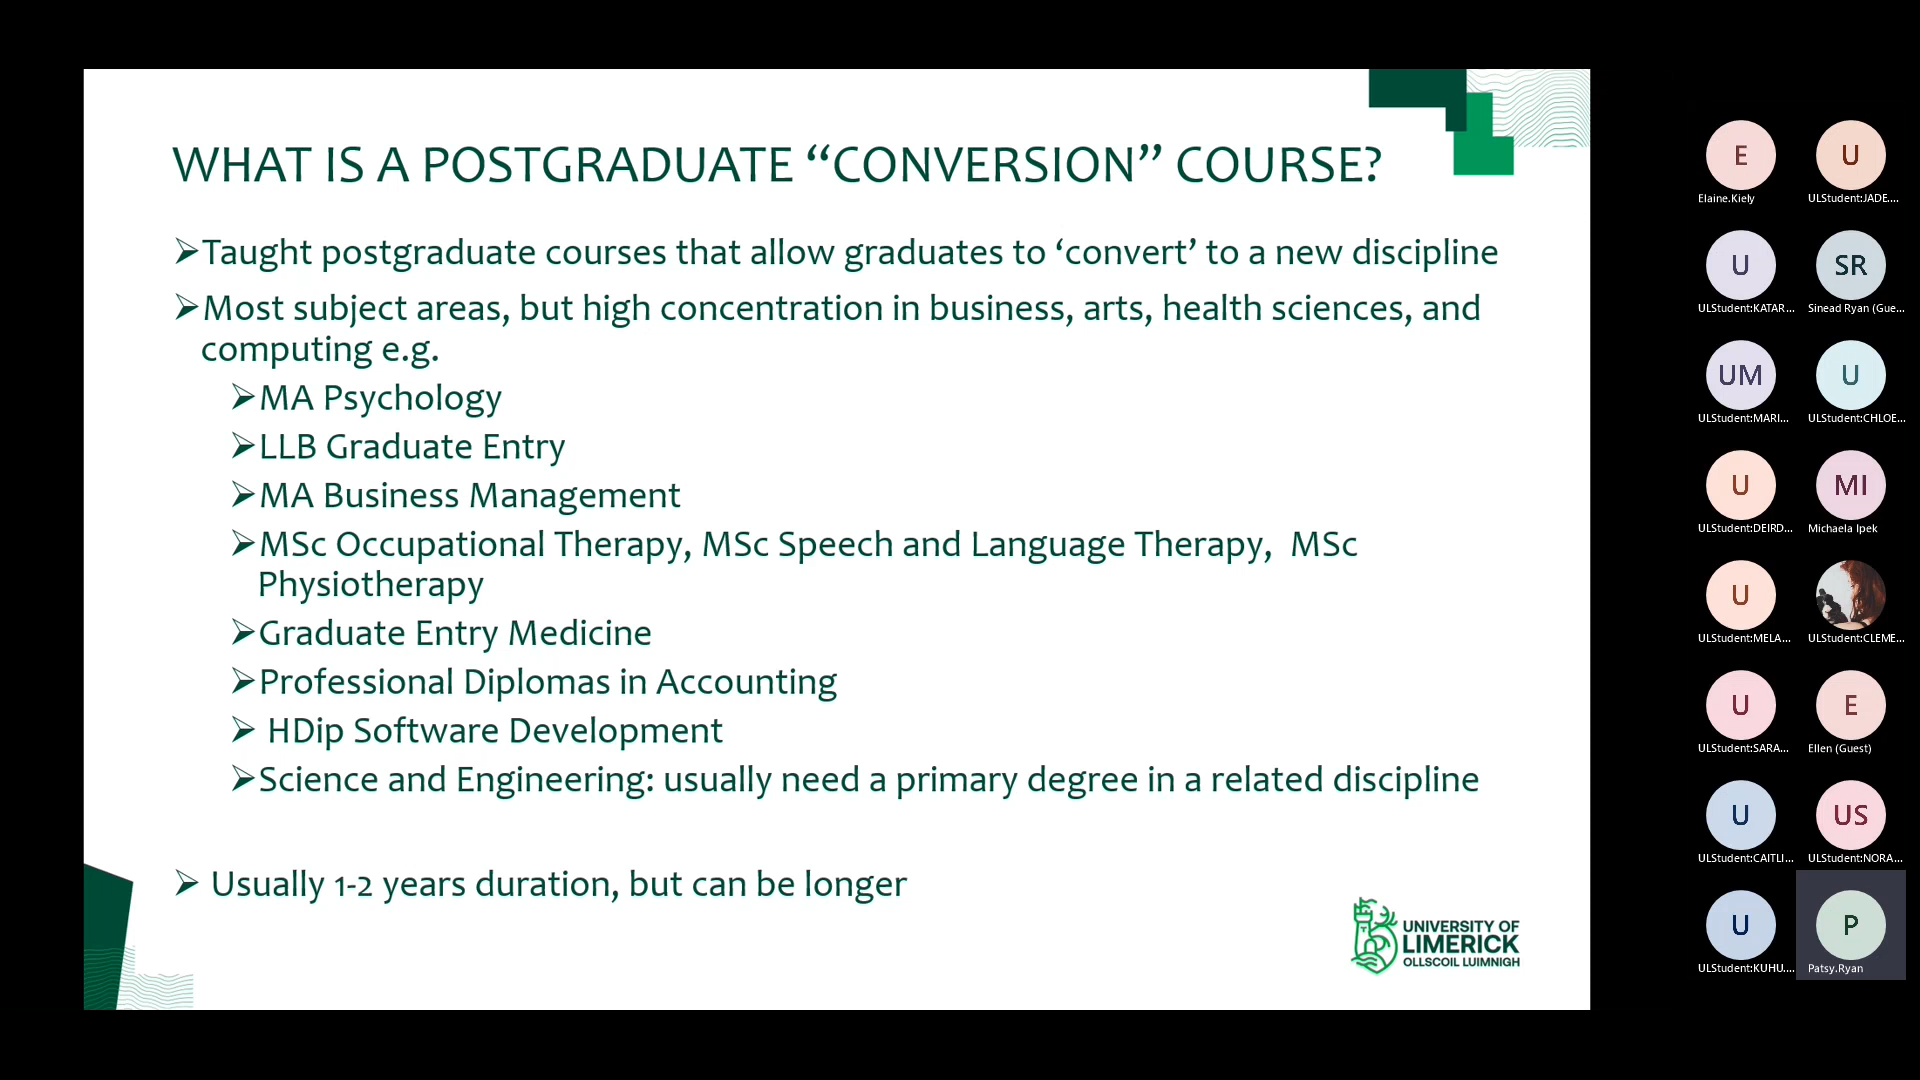 WHAT IS A POSTGRADUATE “CONVERSION” COURSE?
➢Taught postgraduate courses that allow graduates to ‘convert’ to a new discipline
➢Most subject areas, but high concentration in business, arts, health sciences, and
computing e.g.
➢MA Psychology
➢LLB Graduate Entry
➢MA Business Management
➢MSc Occupational Therapy, MSc Speech and Language Therapy,  MSc
Physiotherapy
➢Graduate Entry Medicine
➢Professional Diplomas in Accounting
➢ HDip Software Development
➢Science and Engineering: usually need a primary degree in a related discipline
➢ Usually 1-2 years duration, but can be longer
UNIVERSITY OF
LIMERICK
OLLSCOIL LUIMNIGH
E
U
Elaine.Kiely
ULStudent:JADE....
U
SR
ULStudent:KATAR...
Sinead Ryan (Gue...
UM
U
ULStudent:MARI...
ULStudent:CHLOE...
U
MI
ULStudent:DEIRD...
Michaela Ipek
U
ULStudent:MELA...
ULStudent:CLEME...
U
E
ULStudent:SARA...
Ellen (Guest)
U
US
ULStudent:CAITLI...
ULStudent:NORA...
U
P
ULStudent:KUHU....
Patsy.Ryan